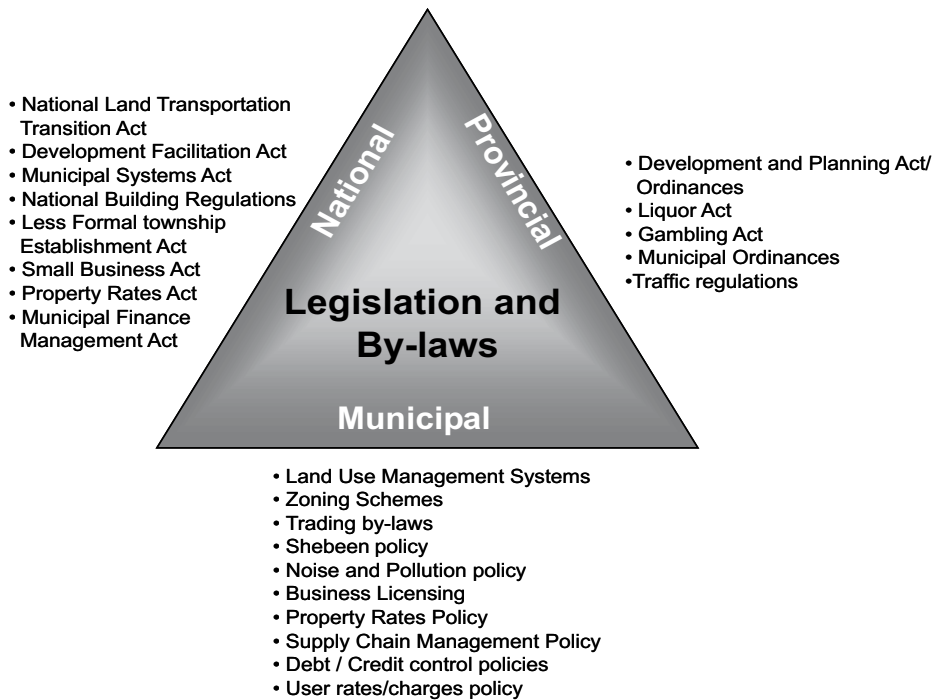 • National Land Transportation
Transition Act
• Development Facilitation Act
• Municipal Systems Act
• National Building Regulations
• Less Formal township
Establishment Act
• Small Business Act
• Property Rates Act
• Municipal Finance
Management Act
National
Provincial
Legislation and
By-laws
Municipal
• Development and Planning Act/
Ordinances
• Liquor Act
• Gambling Act
• Municipal Ordinances
•Traffic regulations
• Land Use Management Systems
• Zoning Schemes
• Trading by-laws
• Shebeen policy
• Noise and Pollution policy
• Business Licensing
• Property Rates Policy
• Supply Chain Management Policy
• Debt / Credit control policies
• User rates/charges policy